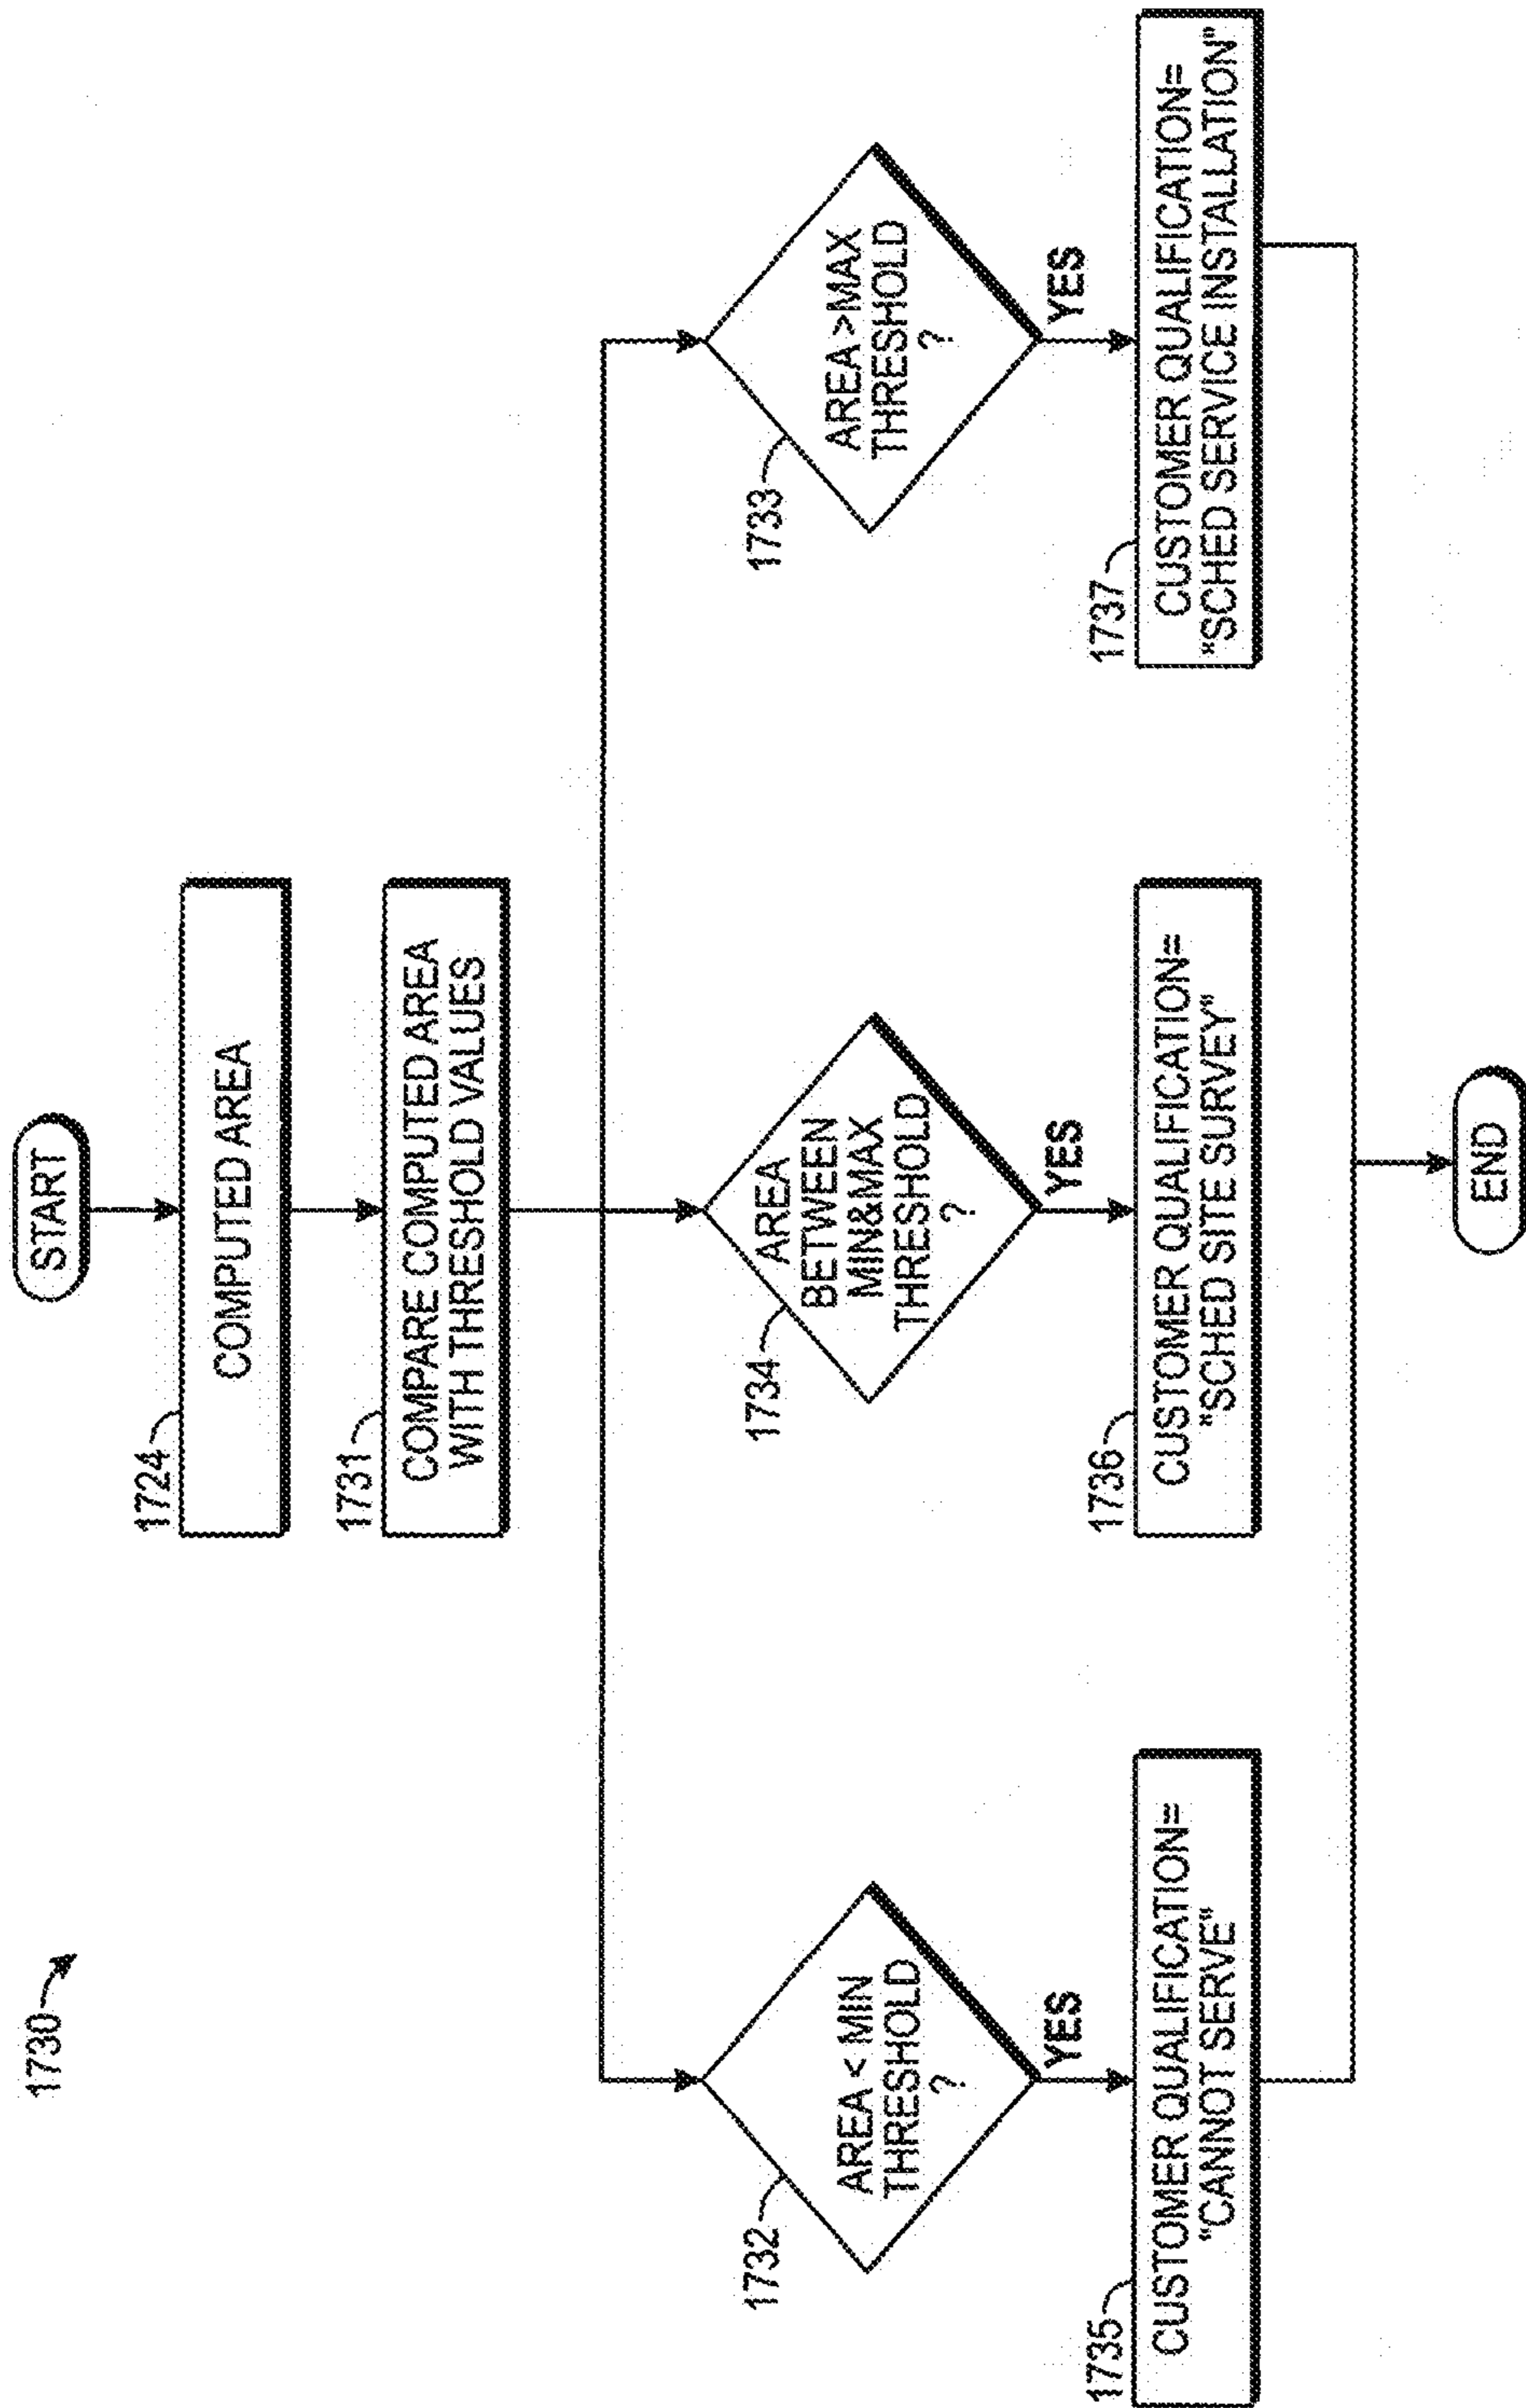 1730
START
1724
COMPUTED AREA
1731
COMPARE COMPUTED AREA
WITH THRESHOLD VALUES
1732
AREA < MIN
THRESHOLD
?
YES
1734
AREA
BETWEEN
MIN&MAX
THRESHOLD
?
YES
1733
AREA >MAX
THRESHOLD
?
YES
1735
CUSTOMER QUALIFICATION=
"CANNOT SERVE"
1736
CUSTOMER QUALIFICATION=
"SCHED SITE SURVEY"
1737
CUSTOMER QUALIFICATION=
"SCHED SERVICE INSTALLATION"
END